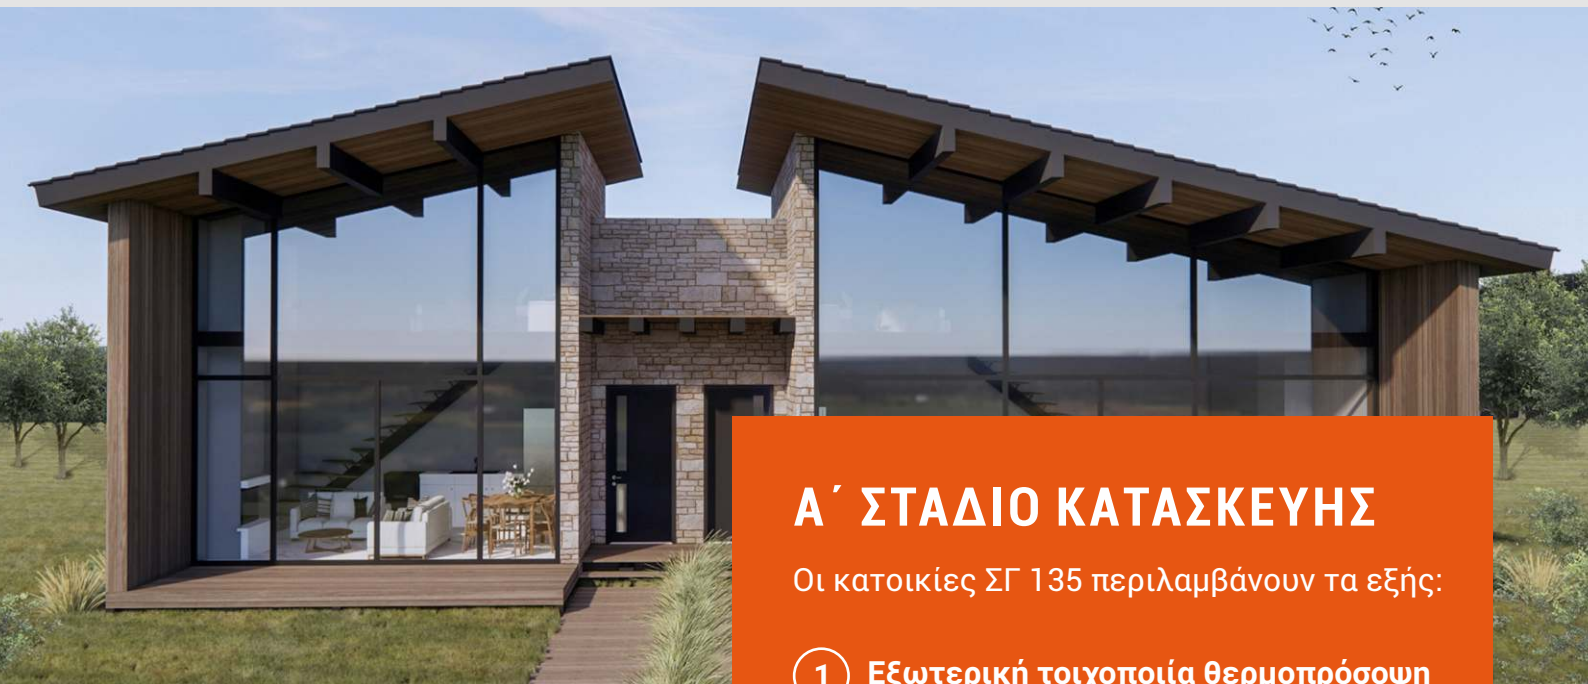 Α΄ ΣΤΑΔΙΟ ΚΑΤΑΣΚΕΥΗΣ
Οι κατοικίες ΣΓ 135 περιλαμβάνουν τα εξής:
1 Εξωτερική τοιχοποιία θερμοπρόσοψη